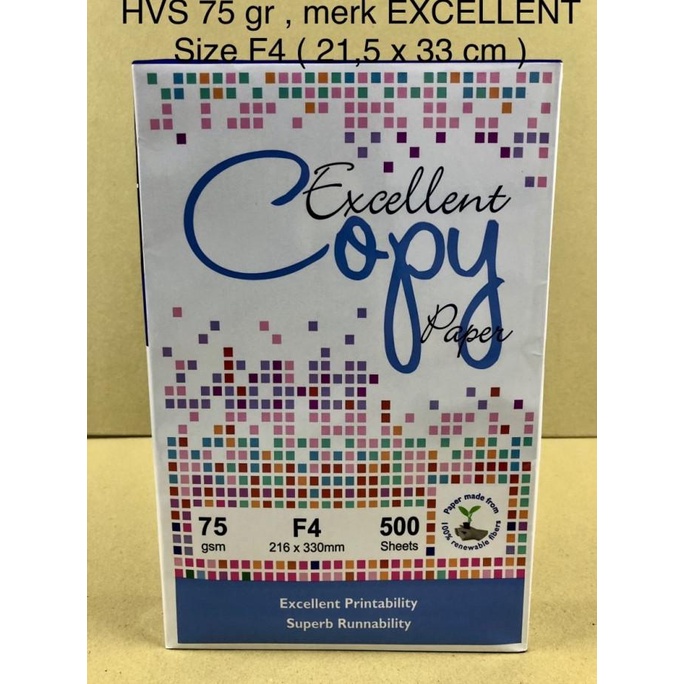 HVS 75 gr , merk EXCELLENT
Size F4 ( 21,5 x 33 cm )
Excellent
Copy
Paper
Paper made from
100% renewable fibers
75
gsm
F4
216 x 330mm
500
Sheets
Excellent Printability
Superb Runnability